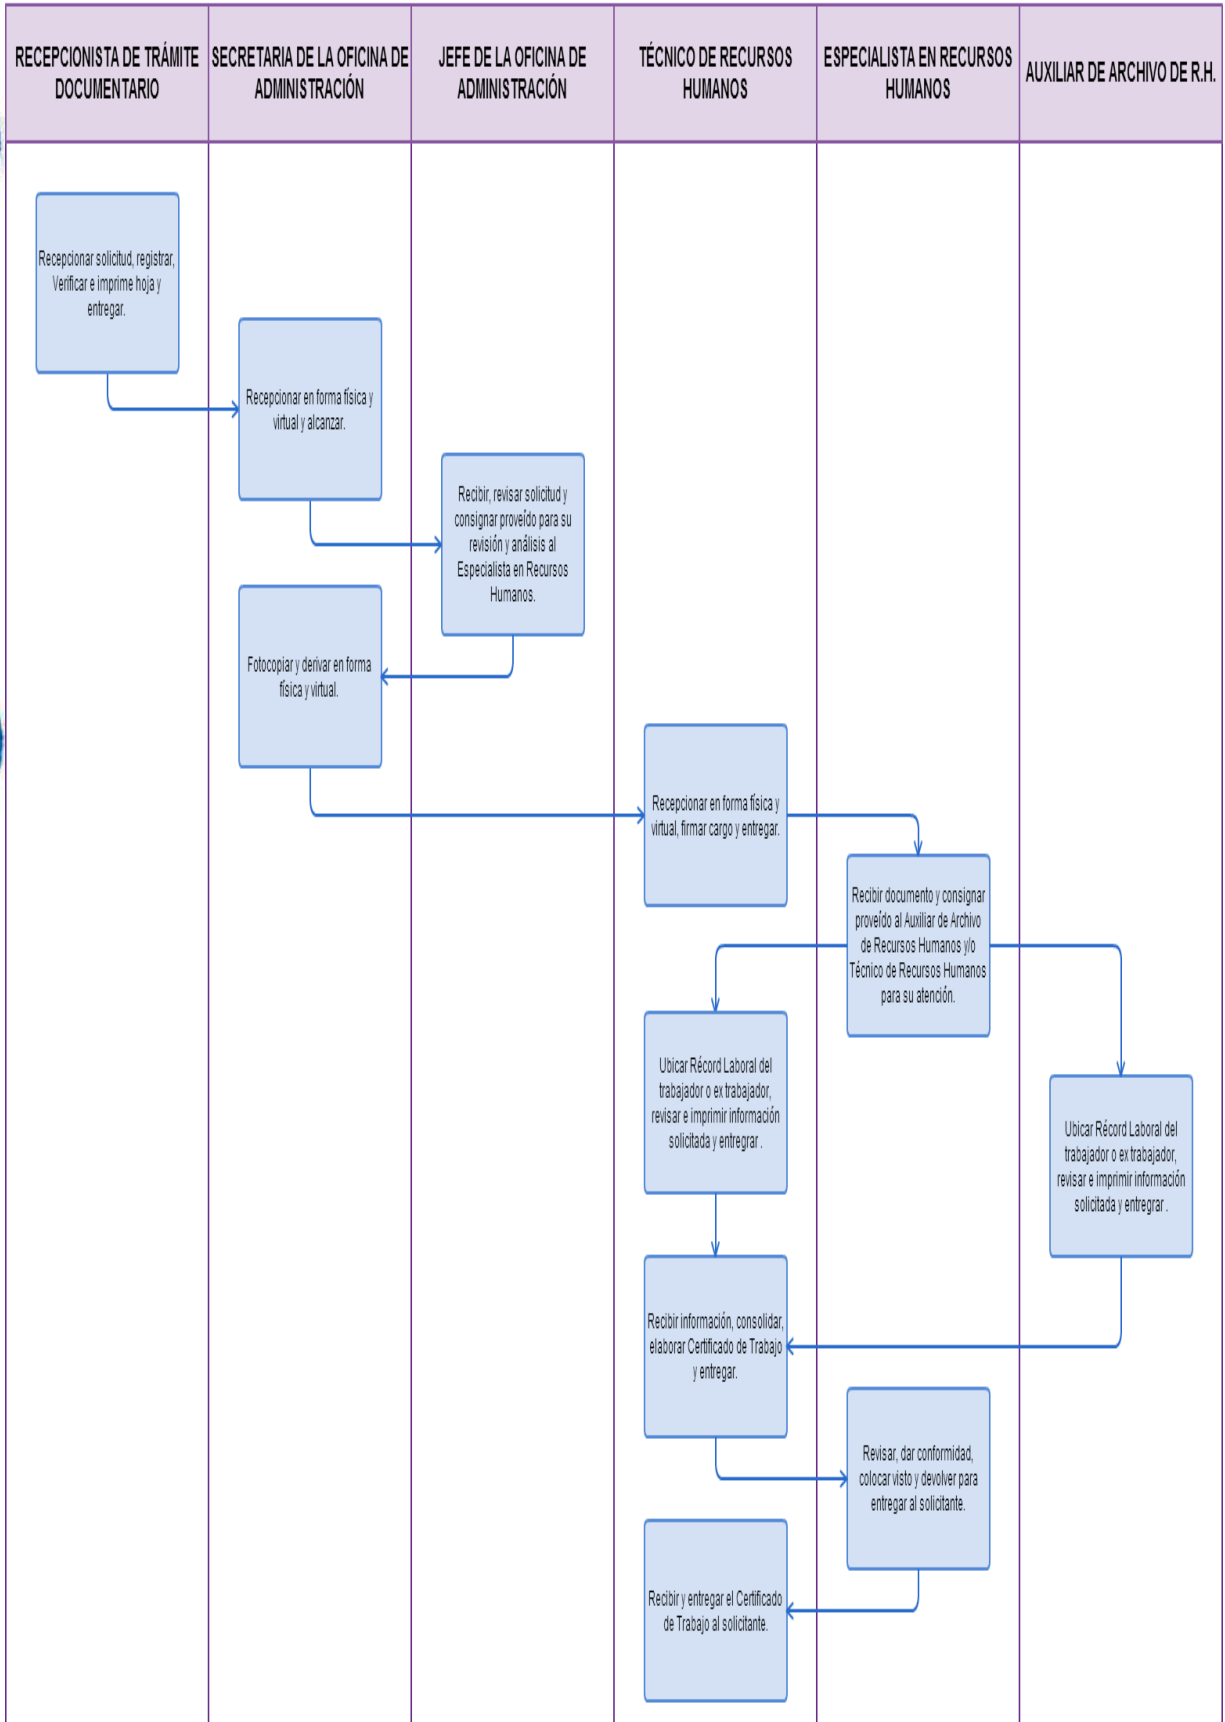 RECEPCIONISTA DE TRÁMITE
DOCUMENTARIO
SECRETARIA DE LA OFICINA DE
ADMINISTRACIÓN
JEFE DE LA OFICINA DE
ADMINISTRACIÓN
TÉCNICO DE RECURSOS
HUMANOS
ESPECIALISTA EN RECURSOS
HUMANOS
AUXILIAR DE ARCHIVO DE R.H.
Recepcionar solicitud, registrar,
Verificar e imprime hoja y
entregar.
Recepcionar en forma física y
virtual y alcanzar.
Recibir, revisar solicitud y
consignar proveído para su
revisión y análisis al
Especialista en Recursos
Humanos.
Fotocopiar y derivar en forma
física y virtual.
Recepcionar en forma física y
virtual, firmar cargo y entregar.
Recibir documento y consignar
proveído al Auxiliar de Archivo
de Recursos Humanos y/o
Técnico de Recursos Humanos
para su atención.
Ubicar Récord Laboral del
trabajador o ex trabajador,
revisar e imprimir información
solicitada y entregrar .
Ubicar Récord Laboral del
trabajador o ex trabajador,
revisar e imprimir información
solicitada y entregrar .
Recibir información, consolidar,
elaborar Certificado de Trabajo
y entregar.
Revisar, dar conformidad,
colocar visto y devolver para
entregar al solicitante.
Recibir y entregar el Certificado
de Trabajo al solicitante.